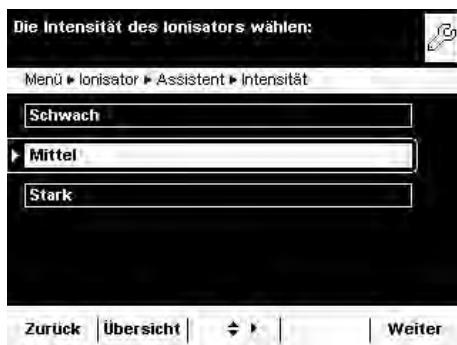 Die Intensität des Ionisators wählen:
Menü ▸ Ionisator ▸ Assistent ▸ Intensität
Schwach
Mittel
Stark
Zurück Übersicht Weiter